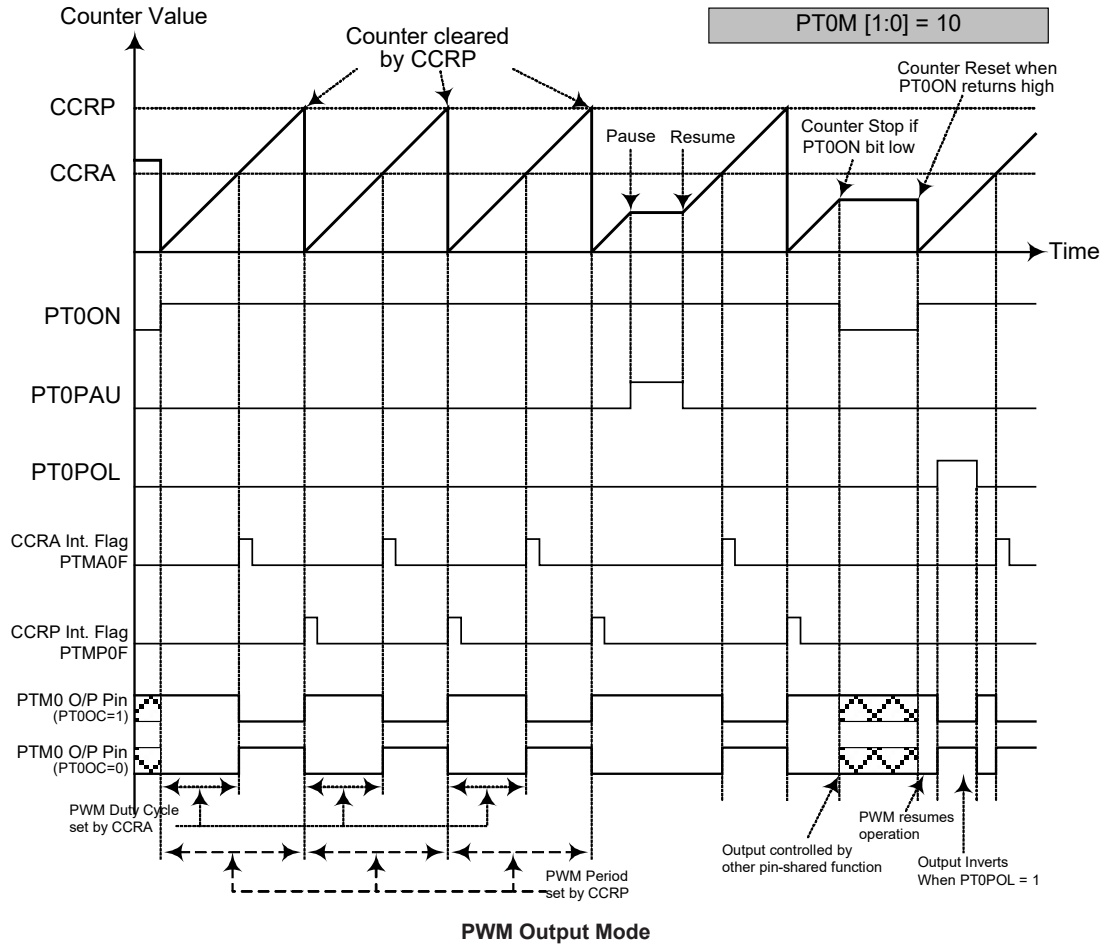 Counter Value
PT0M [1:0] = 10
Counter cleared
by CCRP
Counter Reset when
PT0ON returns high
CCRP
Pause
Resume
Counter Stop if
PT0ON bit low
CCRA
Time
PT0ON
PT0PAU
PT0POL
CCRA Int. Flag
PTMA0F
CCRP Int. Flag
PTMP0F
PTM0 O/P Pin
(PT0OC=1)
PTM0 O/P Pin
(PT0OC=0)
PWM Duty Cycle
set by CCRA
PWM resumes
operation
Output controlled by
other pin-shared function
Output Inverts
When PT0POL = 1
PWM Period
set by CCRP
PWM Output Mode